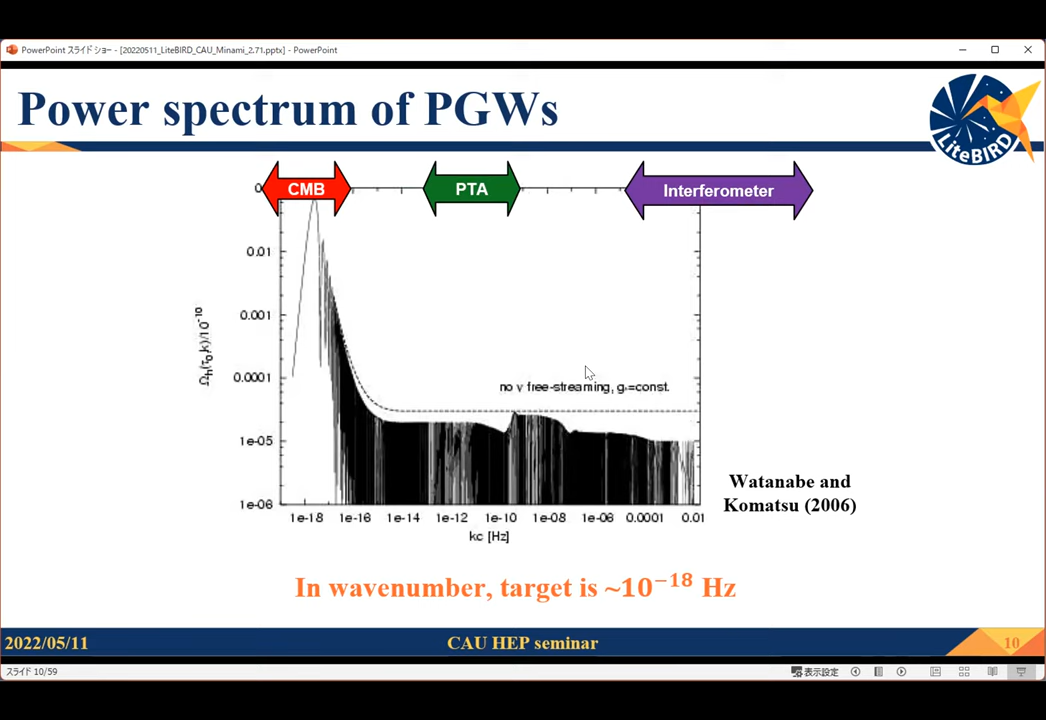 PowerPoint スライド ショー - [20220511_LiteBIRD_CAU_Minami_2.71.pptx] - PowerPoint
Power spectrum of PGWs
LiteBIRD
CMB
PTA
Interferometer
0.01
0.001
0.0001
1e-05
1e-06
Ωh(τ0,k)/10^-10
no ν free-streaming, g*=const.
1e-18 1e-16 1e-14 1e-12 1e-10 1e-08 1e-06 0.0001 0.01
kc [Hz]
Watanabe and
Komatsu (2006)
In wavenumber, target is ~10⁻¹⁸ Hz
2022/05/11
CAU HEP seminar
10
スライド 10/59
表示設定